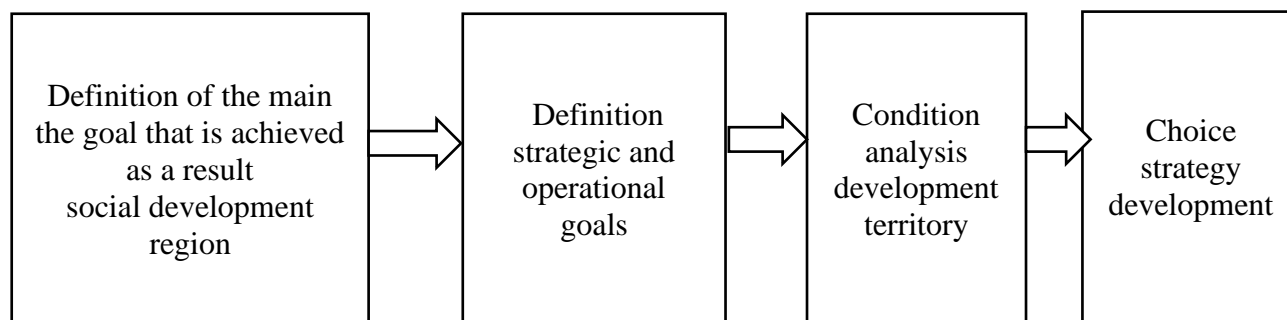 Definition of the main
the goal that is achieved
as a result
social development
region
Definition
strategic and
operational
goals
Condition
analysis
development
territory
Choice
strategy
development